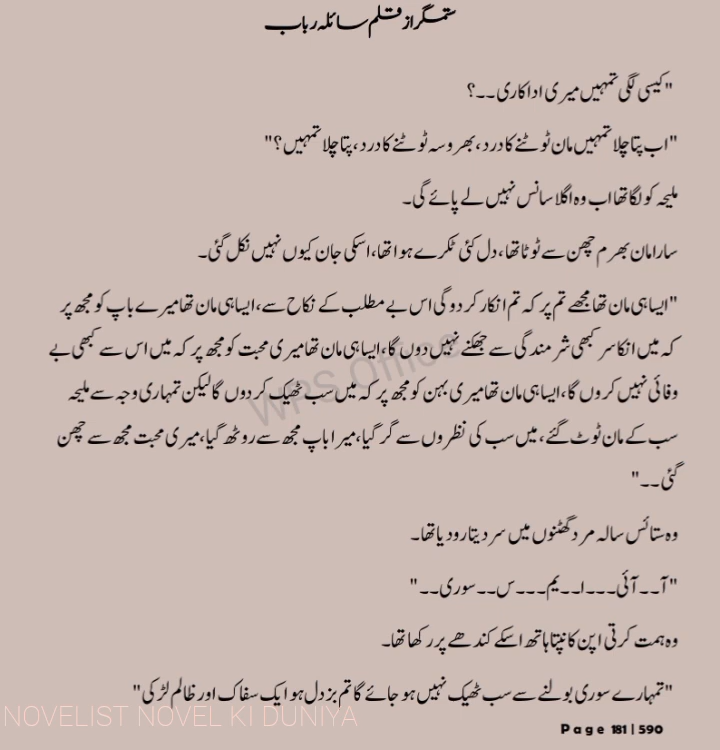 ستمگر از قلم سائلہ رباب
"کیسی لگی تمہیں میری اداکاری۔۔؟
"اب پتا چلا تمہیں مان ٹوٹنے کا درد، بھروسہ ٹوٹنے کا درد، پتا چلا تمہیں؟"
ملیحہ کو لگا تھا اب وہ اگلا سانس نہیں لے پائے گی۔
سارا مان بھرم چھن سے ٹوٹا تھا، دل کئی ٹکرے ہوا تھا، اسکی جان کیوں نہیں نکل گئی۔
"ایسا ہی مان تھا مجھے تم پر کہ تم انکار کر دو گی اس بے مطلب کے نکاح سے، ایسا ہی مان تھا میرے باپ کو مجھ پر
کہ میں انکا سر کبھی شرمندگی سے جھکنے نہیں دوں گا، ایسا ہی مان تھا میری محبت کو مجھ پر کہ میں اس سے کبھی بے
وفائی نہیں کروں گا، ایسا ہی مان تھا میری بہن کو مجھ پر کہ میں سب ٹھیک کر دوں گا لیکن تمہاری وجہ سے ملیحہ
سب کے مان ٹوٹ گئے، میں سب کی نظروں سے گر گیا، میرا باپ مجھ سے روٹھ گیا، میری محبت مجھ سے چھن
گئی۔۔"
وہ ستائس سالہ مرد گھٹنوں میں سر دیتا رو دیا تھا۔
"آ۔۔آئی۔۔۔ا۔۔یم۔۔۔س۔۔سوری۔۔"
وہ ہمت کرتی اپن کانپتا ہاتھ اسکے کندھے پر رکھا تھا۔
"تمہارے سوری بولنے سے سب ٹھیک نہیں ہو جائے گا تم بزدل ہو ایک سفاک اور ظالم لڑکی"
WPS Office
NOVELIST NOVEL KI DUNIYA
Page 181 | 590